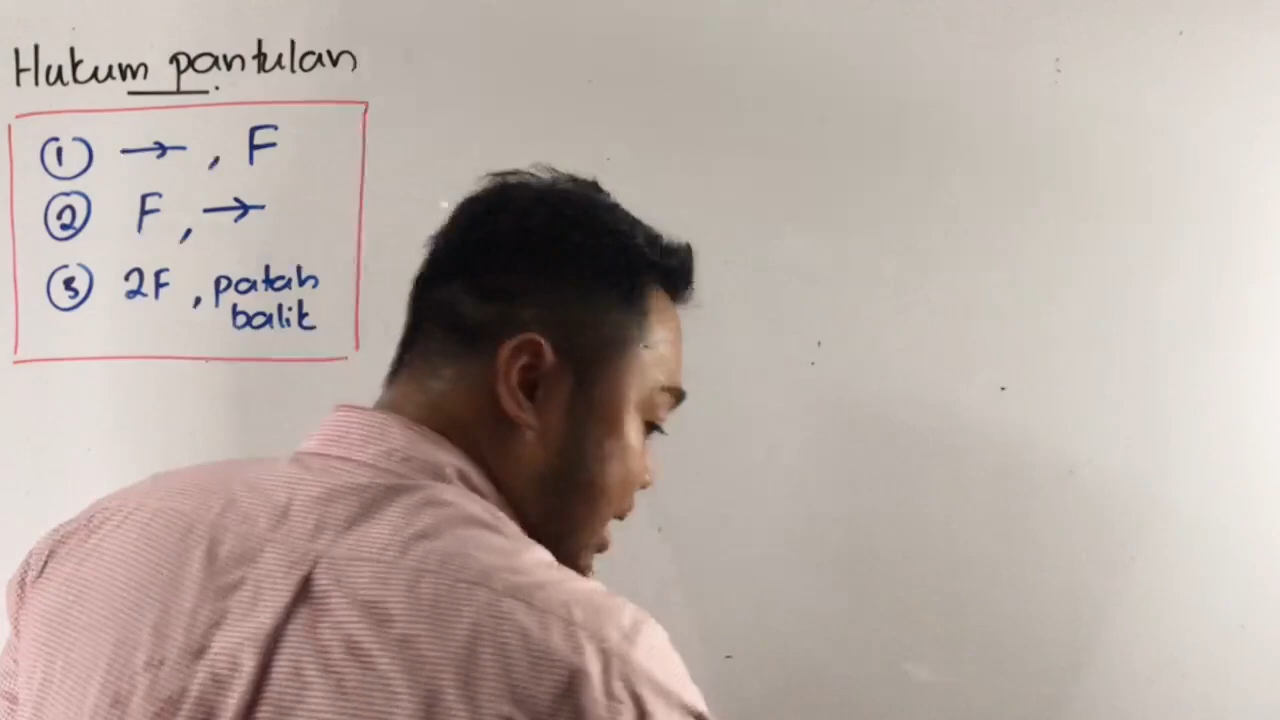 Hukum pantulan
① → , F
② F , →
③ 2F , patah
balik